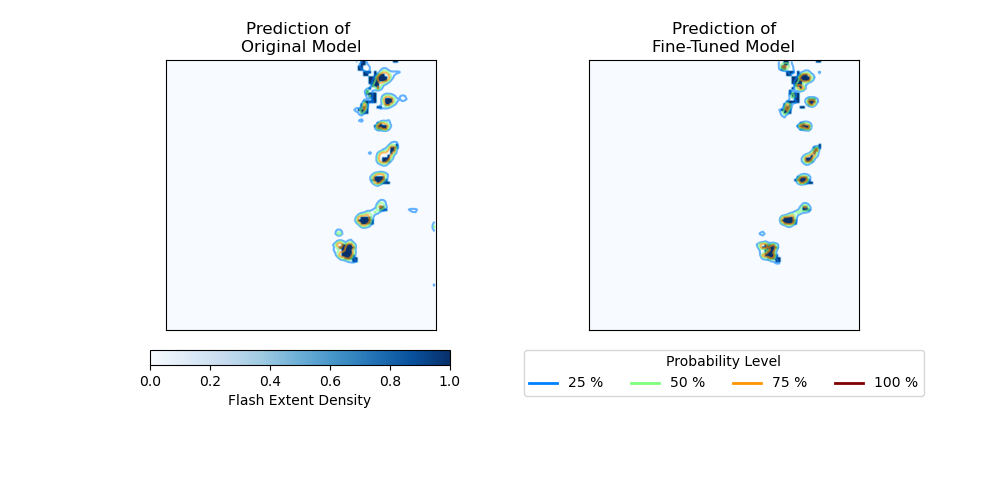 Prediction of
Original Model
Prediction of
Fine-Tuned Model
0.0 0.2 0.4 0.6 0.8 1.0
Flash Extent Density
Probability Level
25 % 50 % 75 % 100 %